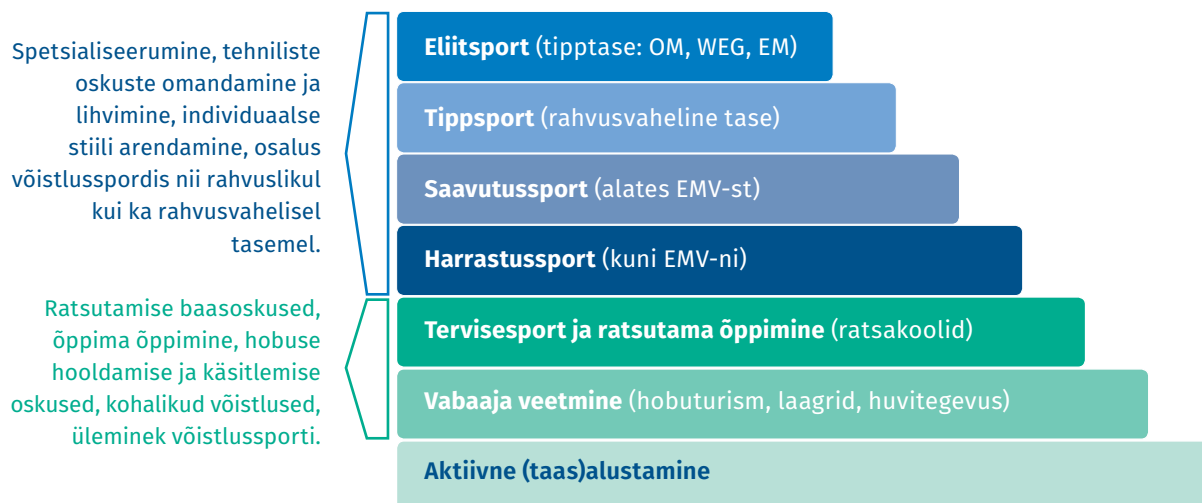 Spetsialiseerumine, tehniliste
oskuste omandamine ja
lihvimine, individuaalse
stiili arendamine, osalus
võistlusspordis nii rahvuslikul
kui ka rahvusvahelisel
tasemel.
Ratsutamise baasoskused,
õppima õppimine, hobuse
hooldamise ja käsitlemise
oskused, kohalikud võistlused,
üleminek võistlussporti.
Eliitsport (tipptase: OM, WEG, EM)
Tippsport (rahvusvaheline tase)
Saavutussport (alates EMV-st)
Harrastussport (kuni EMV-ni)
Tervisesport ja ratsutama õppimine (ratsakoolid)
Vabaaja veetmine (hobuturism, laagrid, huvitegevus)
Aktiivne (taas)alustamine